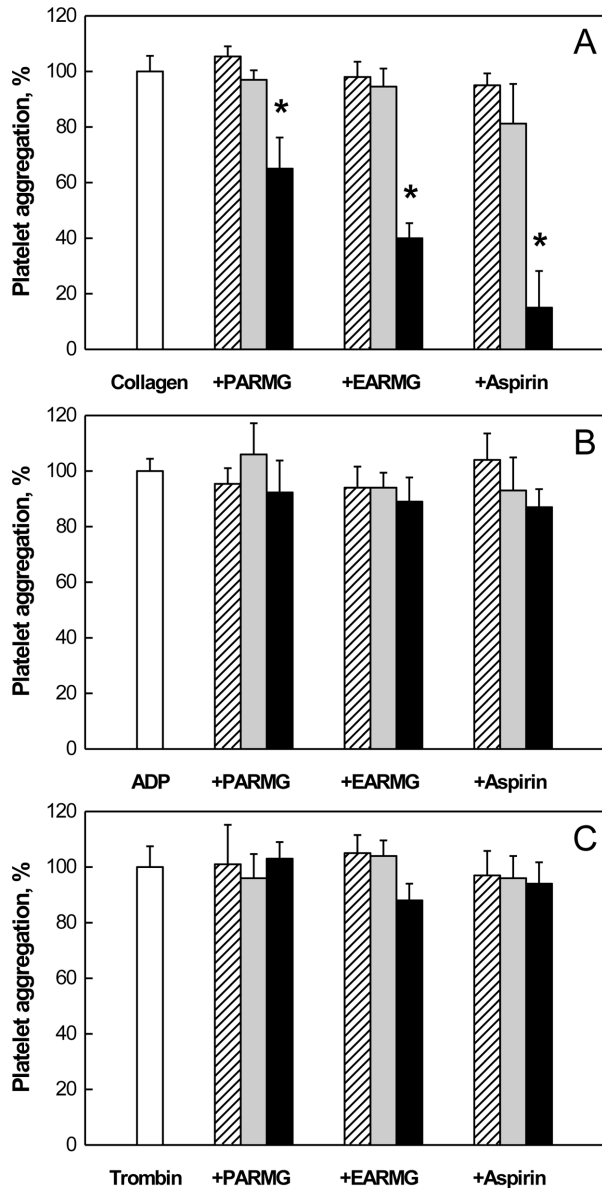 Platelet aggregation, %
120
100
80
60
40
20
0
A
*
*
*
Collagen +PARMG +EARMG +Aspirin
Platelet aggregation, %
120
100
80
60
40
20
0
B
ADP +PARMG +EARMG +Aspirin
Platelet aggregation, %
120
100
80
60
40
20
0
C
Trombin +PARMG +EARMG +Aspirin